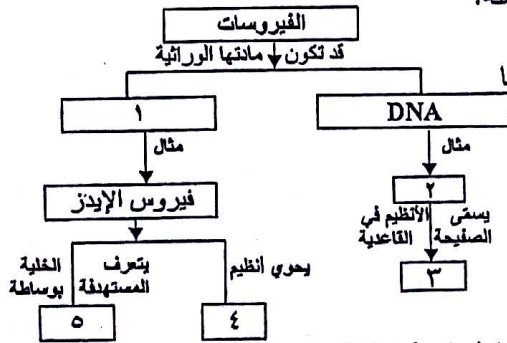 الفيروسات
قد تكون مادتها الوراثية
١
DNA
مثال
مثال
فيروس الإيدز
٢
يسمى الأنظيم في
الصفيحة القاعدية
٣
يتعرف الخلية
المستهدفة بوساطة
يحوي أنظيم
٥
٤